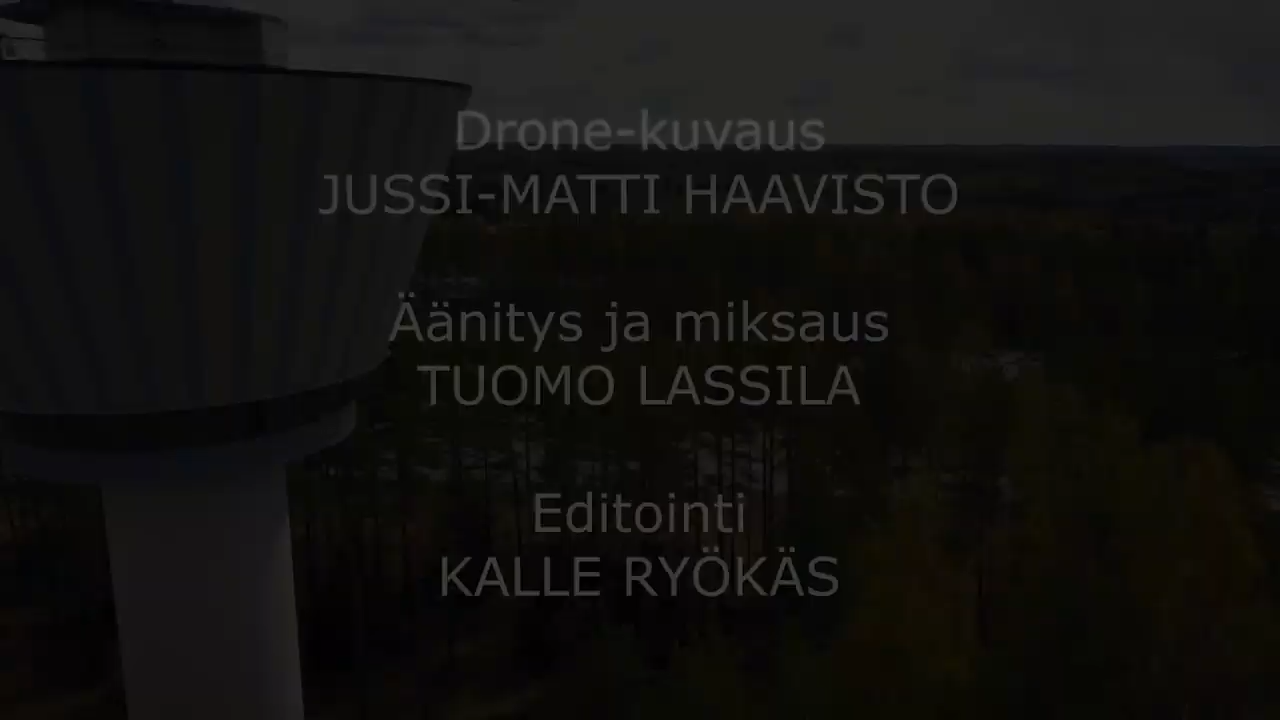 Drone-kuvaus
JUSSI-MATTI HAAVISTO
Äänitys ja miksaus
TUOMO LASSILA
Editointi
KALLE RYÖKÄS